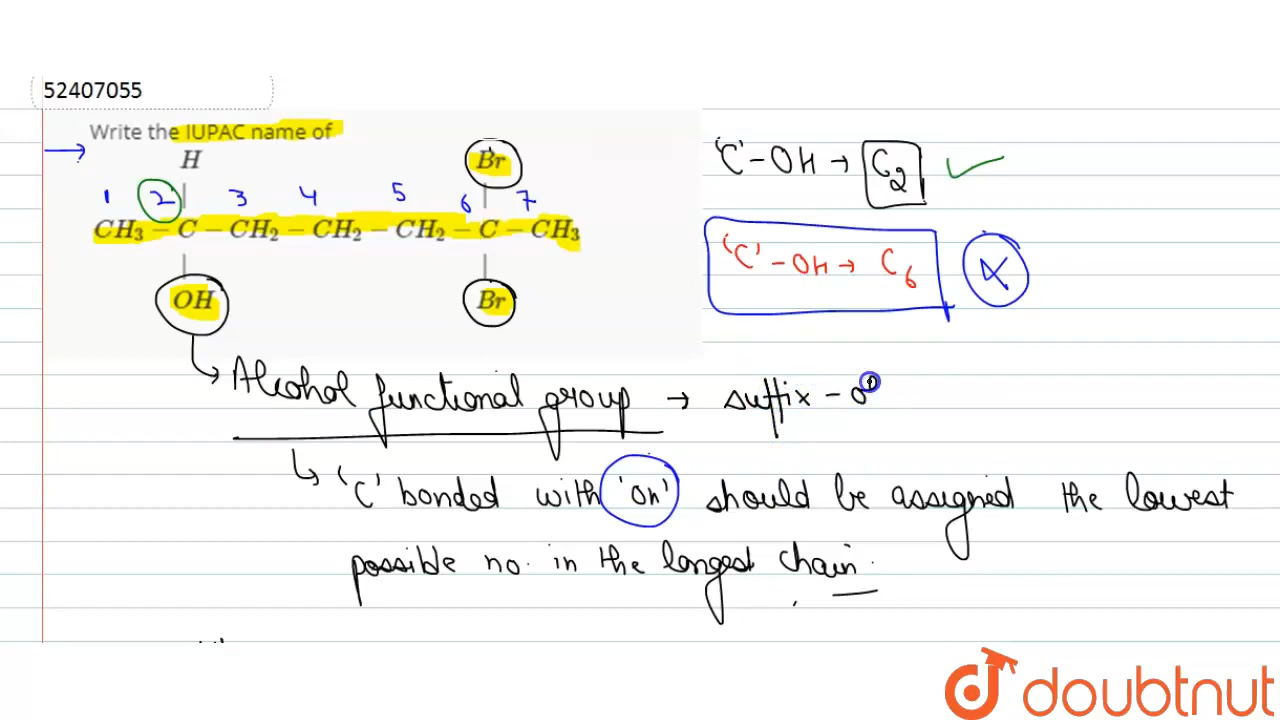 52407055
Write the IUPAC name of
H Br
1 2 3 4 5 6 7
CH3 − C − CH2 − CH2 − CH2 − C − CH3
OH Br
'C' - OH → C2 ✓
'C' - OH → C6
Alcohol functional group → suffix - ol
'C' bonded with 'OH' should be assigned the lowest
possible no. in the longest chain.
doubtnut